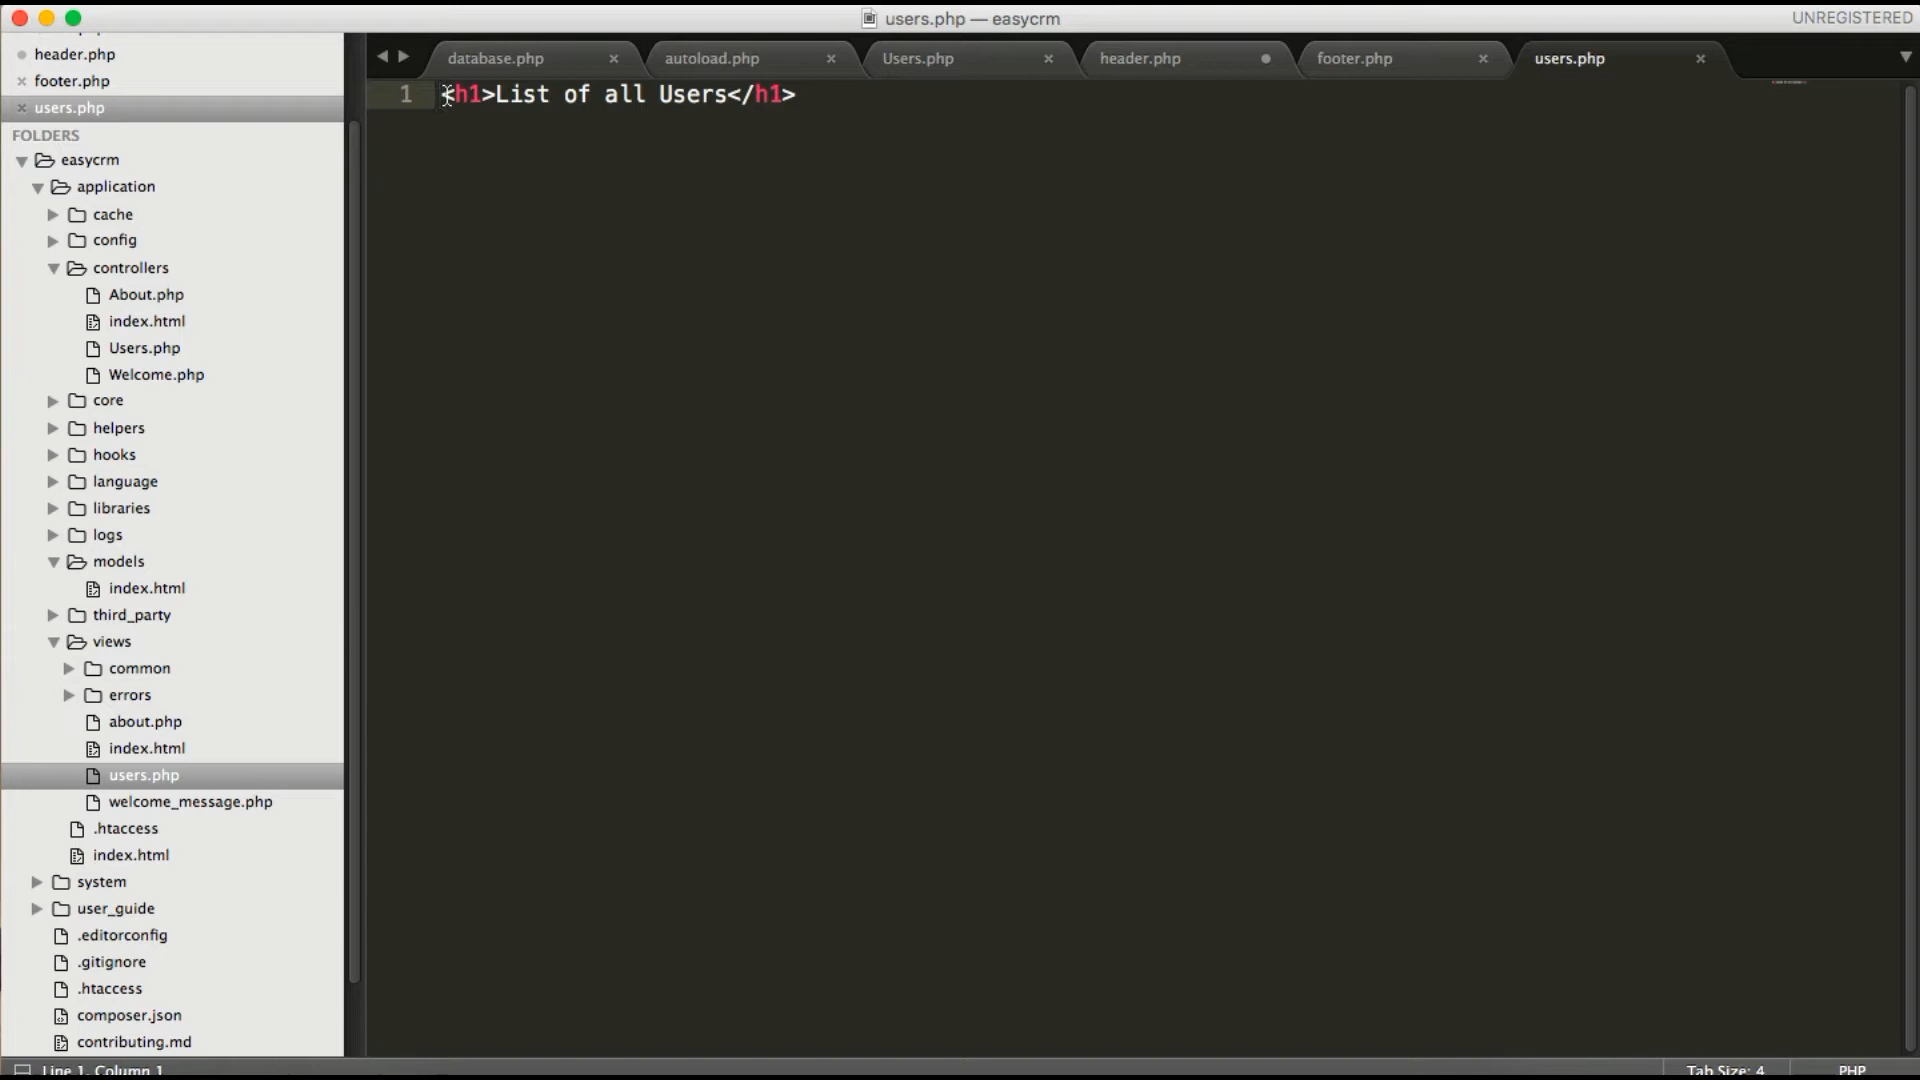 users.php — easycrm
UNREGISTERED
header.php
footer.php
users.php
FOLDERS
easycrm
application
cache
config
controllers
About.php
index.html
Users.php
Welcome.php
core
helpers
hooks
language
libraries
logs
models
index.html
third_party
views
common
errors
about.php
index.html
users.php
welcome_message.php
.htaccess
index.html
system
user_guide
.editorconfig
.gitignore
.htaccess
composer.json
contributing.md
database.php
autoload.php
Users.php
header.php
footer.php
users.php
1 <h1>List of all Users</h1>
Line 1, Column 1
Tab Size: 4
PHP